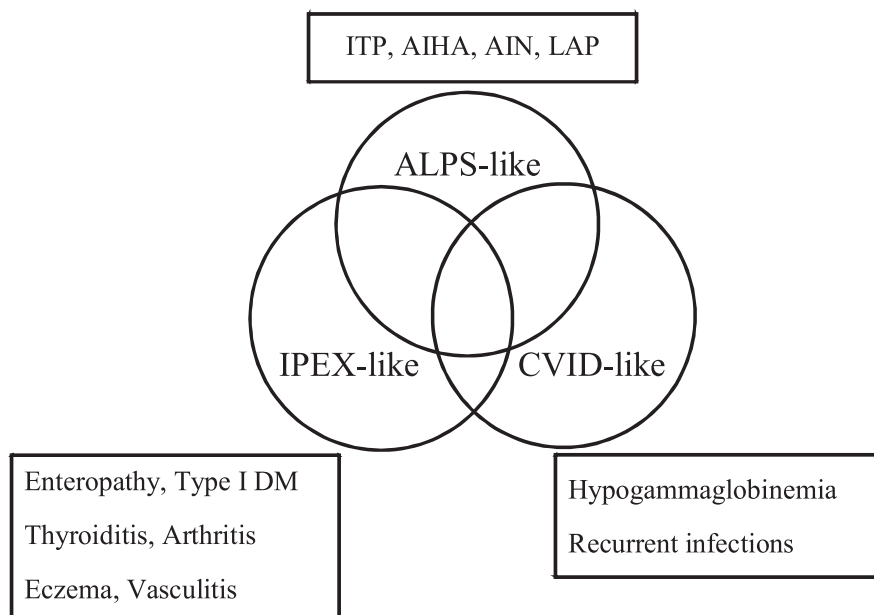 ITP, AIHA, AIN, LAP
ALPS-like
IPEX-like
CVID-like
Enteropathy, Type I DM
Thyroiditis, Arthritis
Eczema, Vasculitis
Hypogammaglobinemia
Recurrent infections